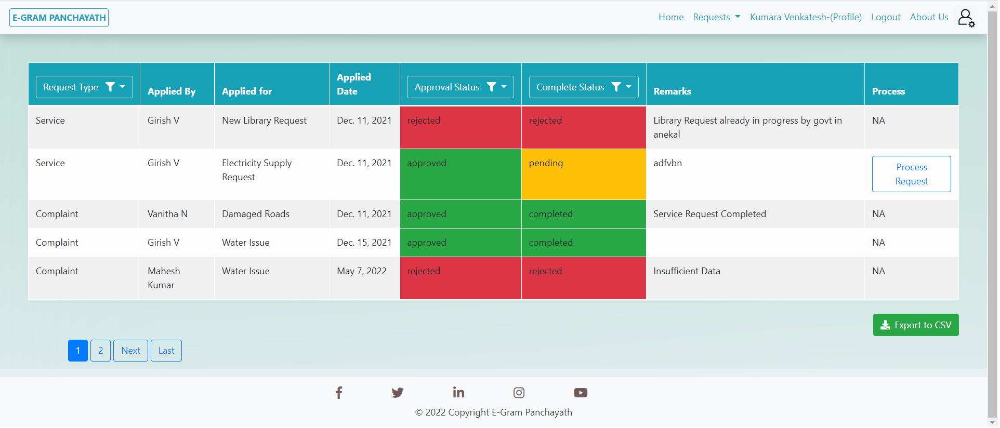 E-GRAM PANCHAYATH
Home Requests Kumara Venkatesh-(Profile) Logout About Us
Request Type Applied By Applied for Applied Date Approval Status Complete Status Remarks Process
Service Girish V New Library Request Dec. 11, 2021 rejected rejected Library Request already in progress by govt in anekal NA
Service Girish V Electricity Supply Request Dec. 11, 2021 approved pending adfvbn Process Request
Complaint Vanitha N Damaged Roads Dec. 11, 2021 approved completed Service Request Completed NA
Complaint Girish V Water Issue Dec. 15, 2021 approved completed NA
Complaint Mahesh Kumar Water Issue May 7, 2022 rejected rejected Insufficient Data NA
Export to CSV
1 2 Next Last
© 2022 Copyright E-Gram Panchayath